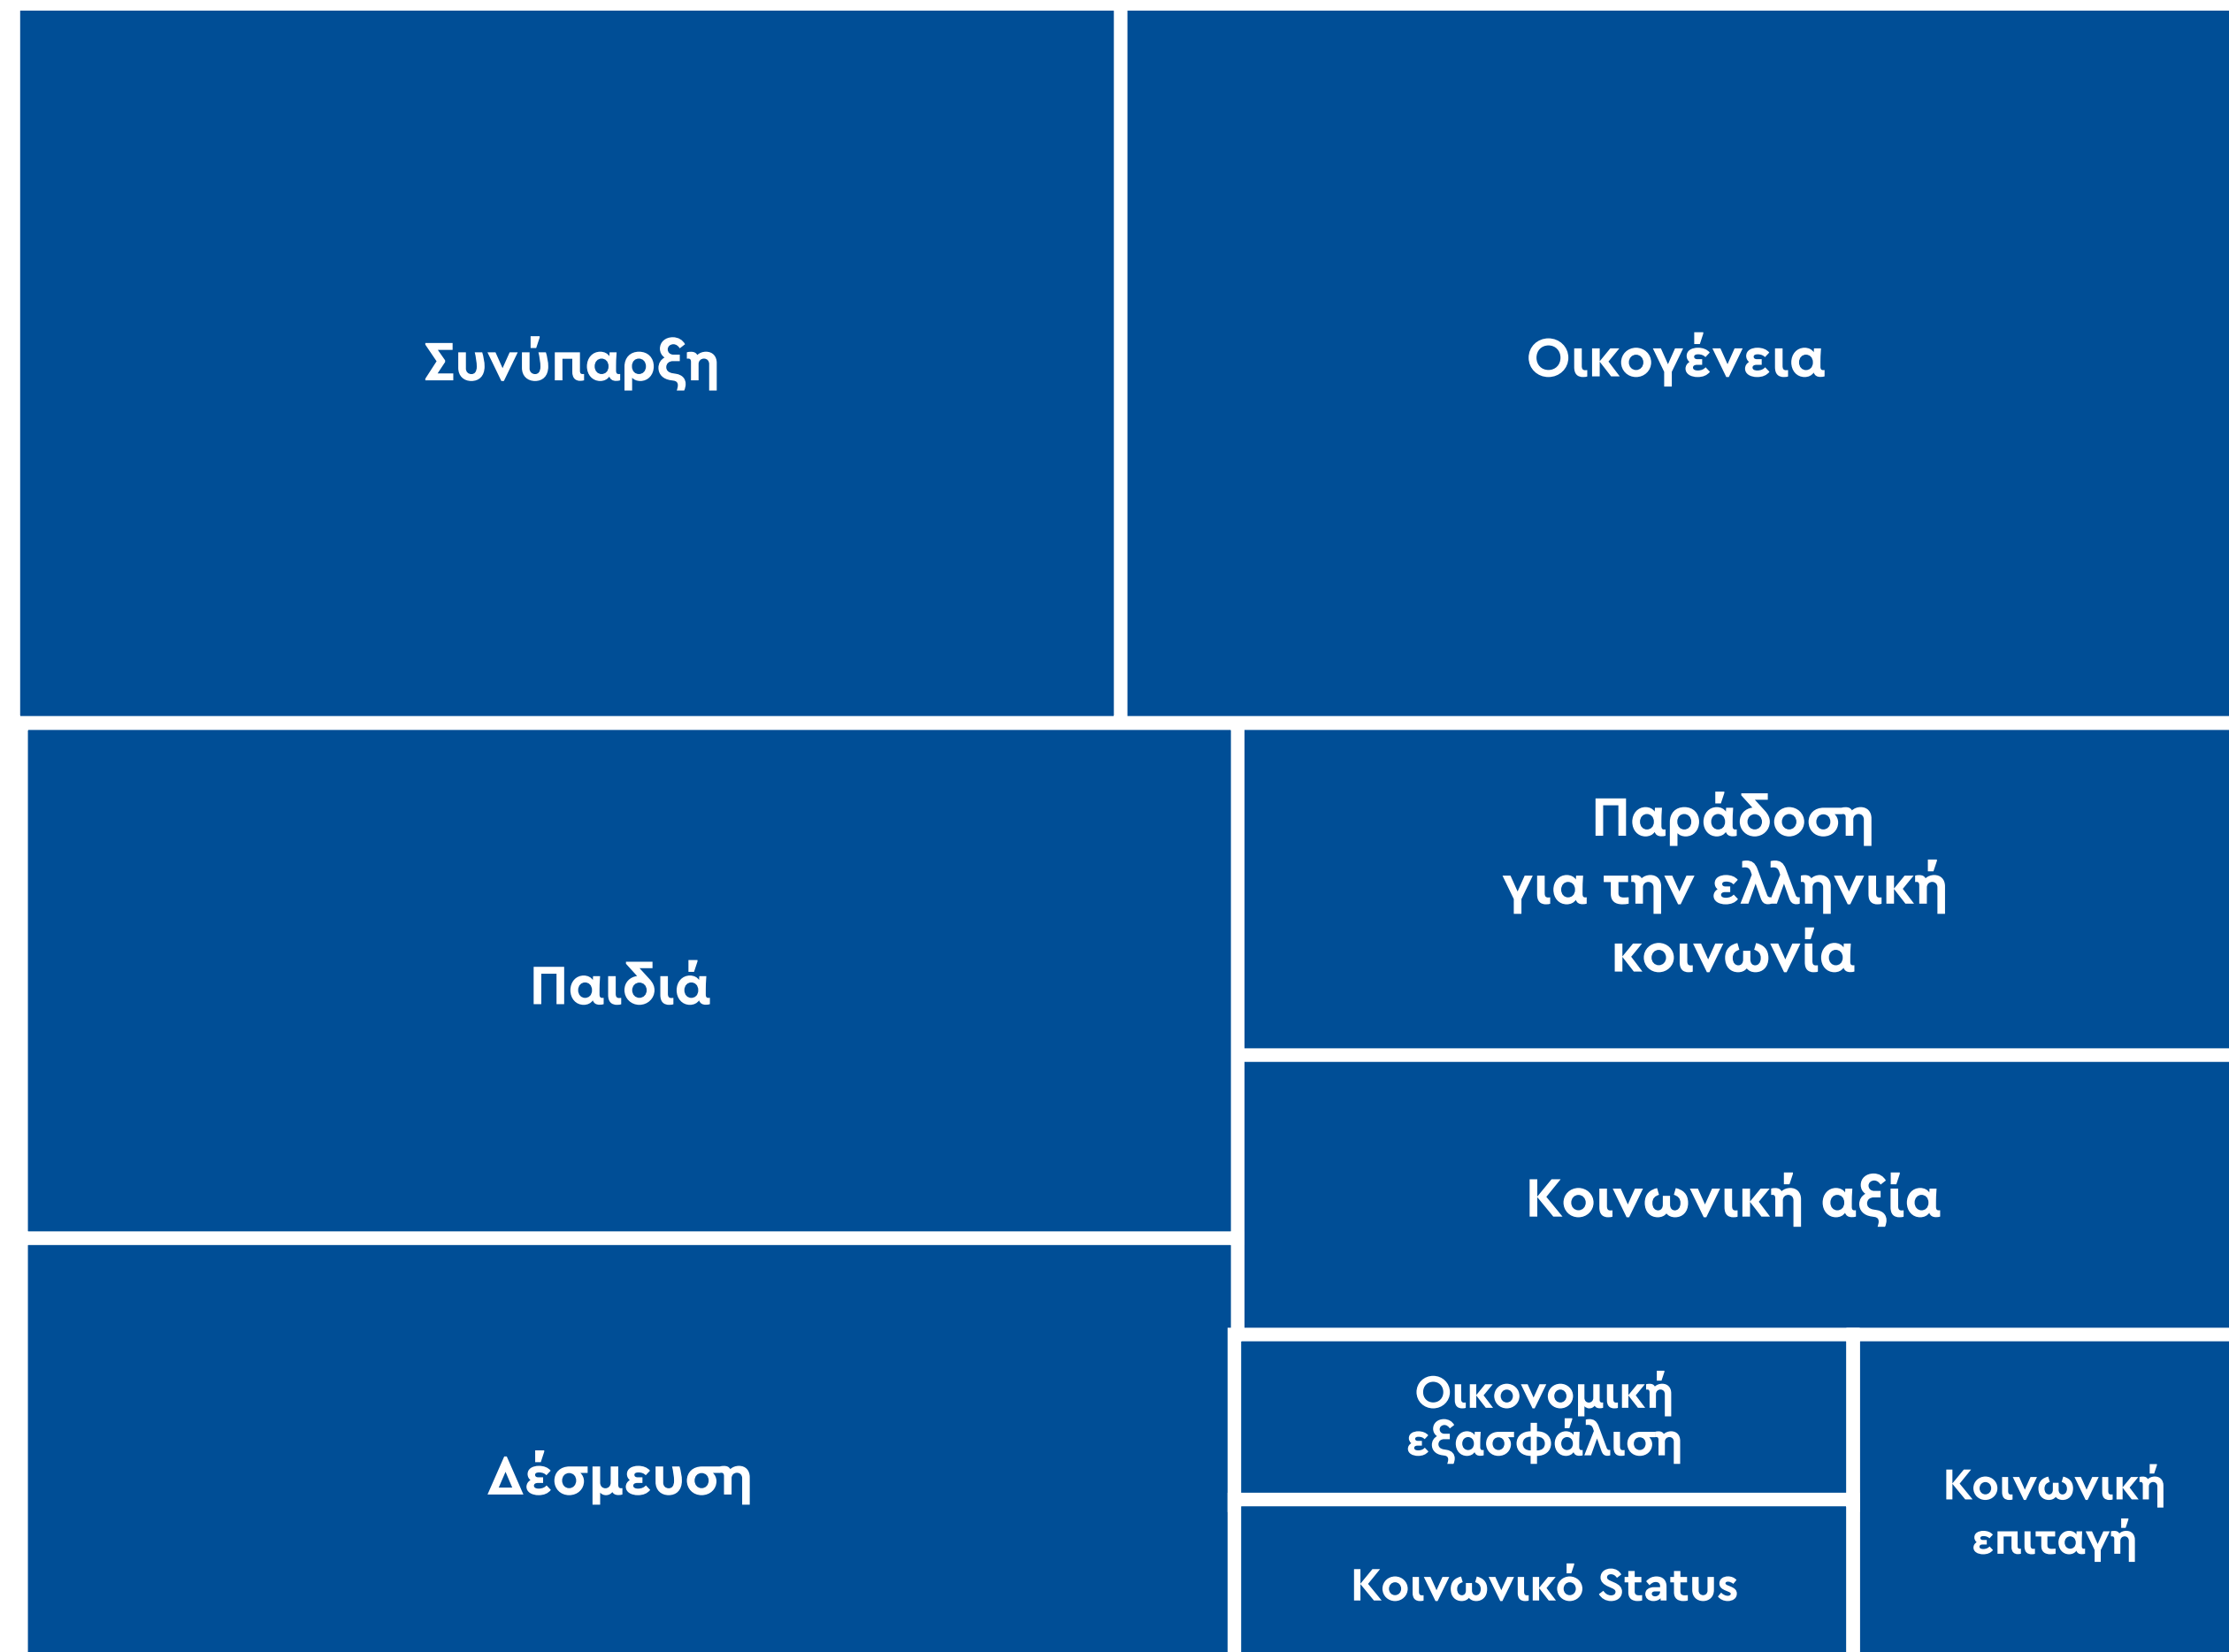 Συνύπαρξη
Οικογένεια
Παιδιά
Παράδοση
για την ελληνική
κοινωνία
Κοινωνική αξία
Δέσμευση
Οικονομική
εξασφάλιση
Κοινωνικό Status
Κοινωνική
επιταγή